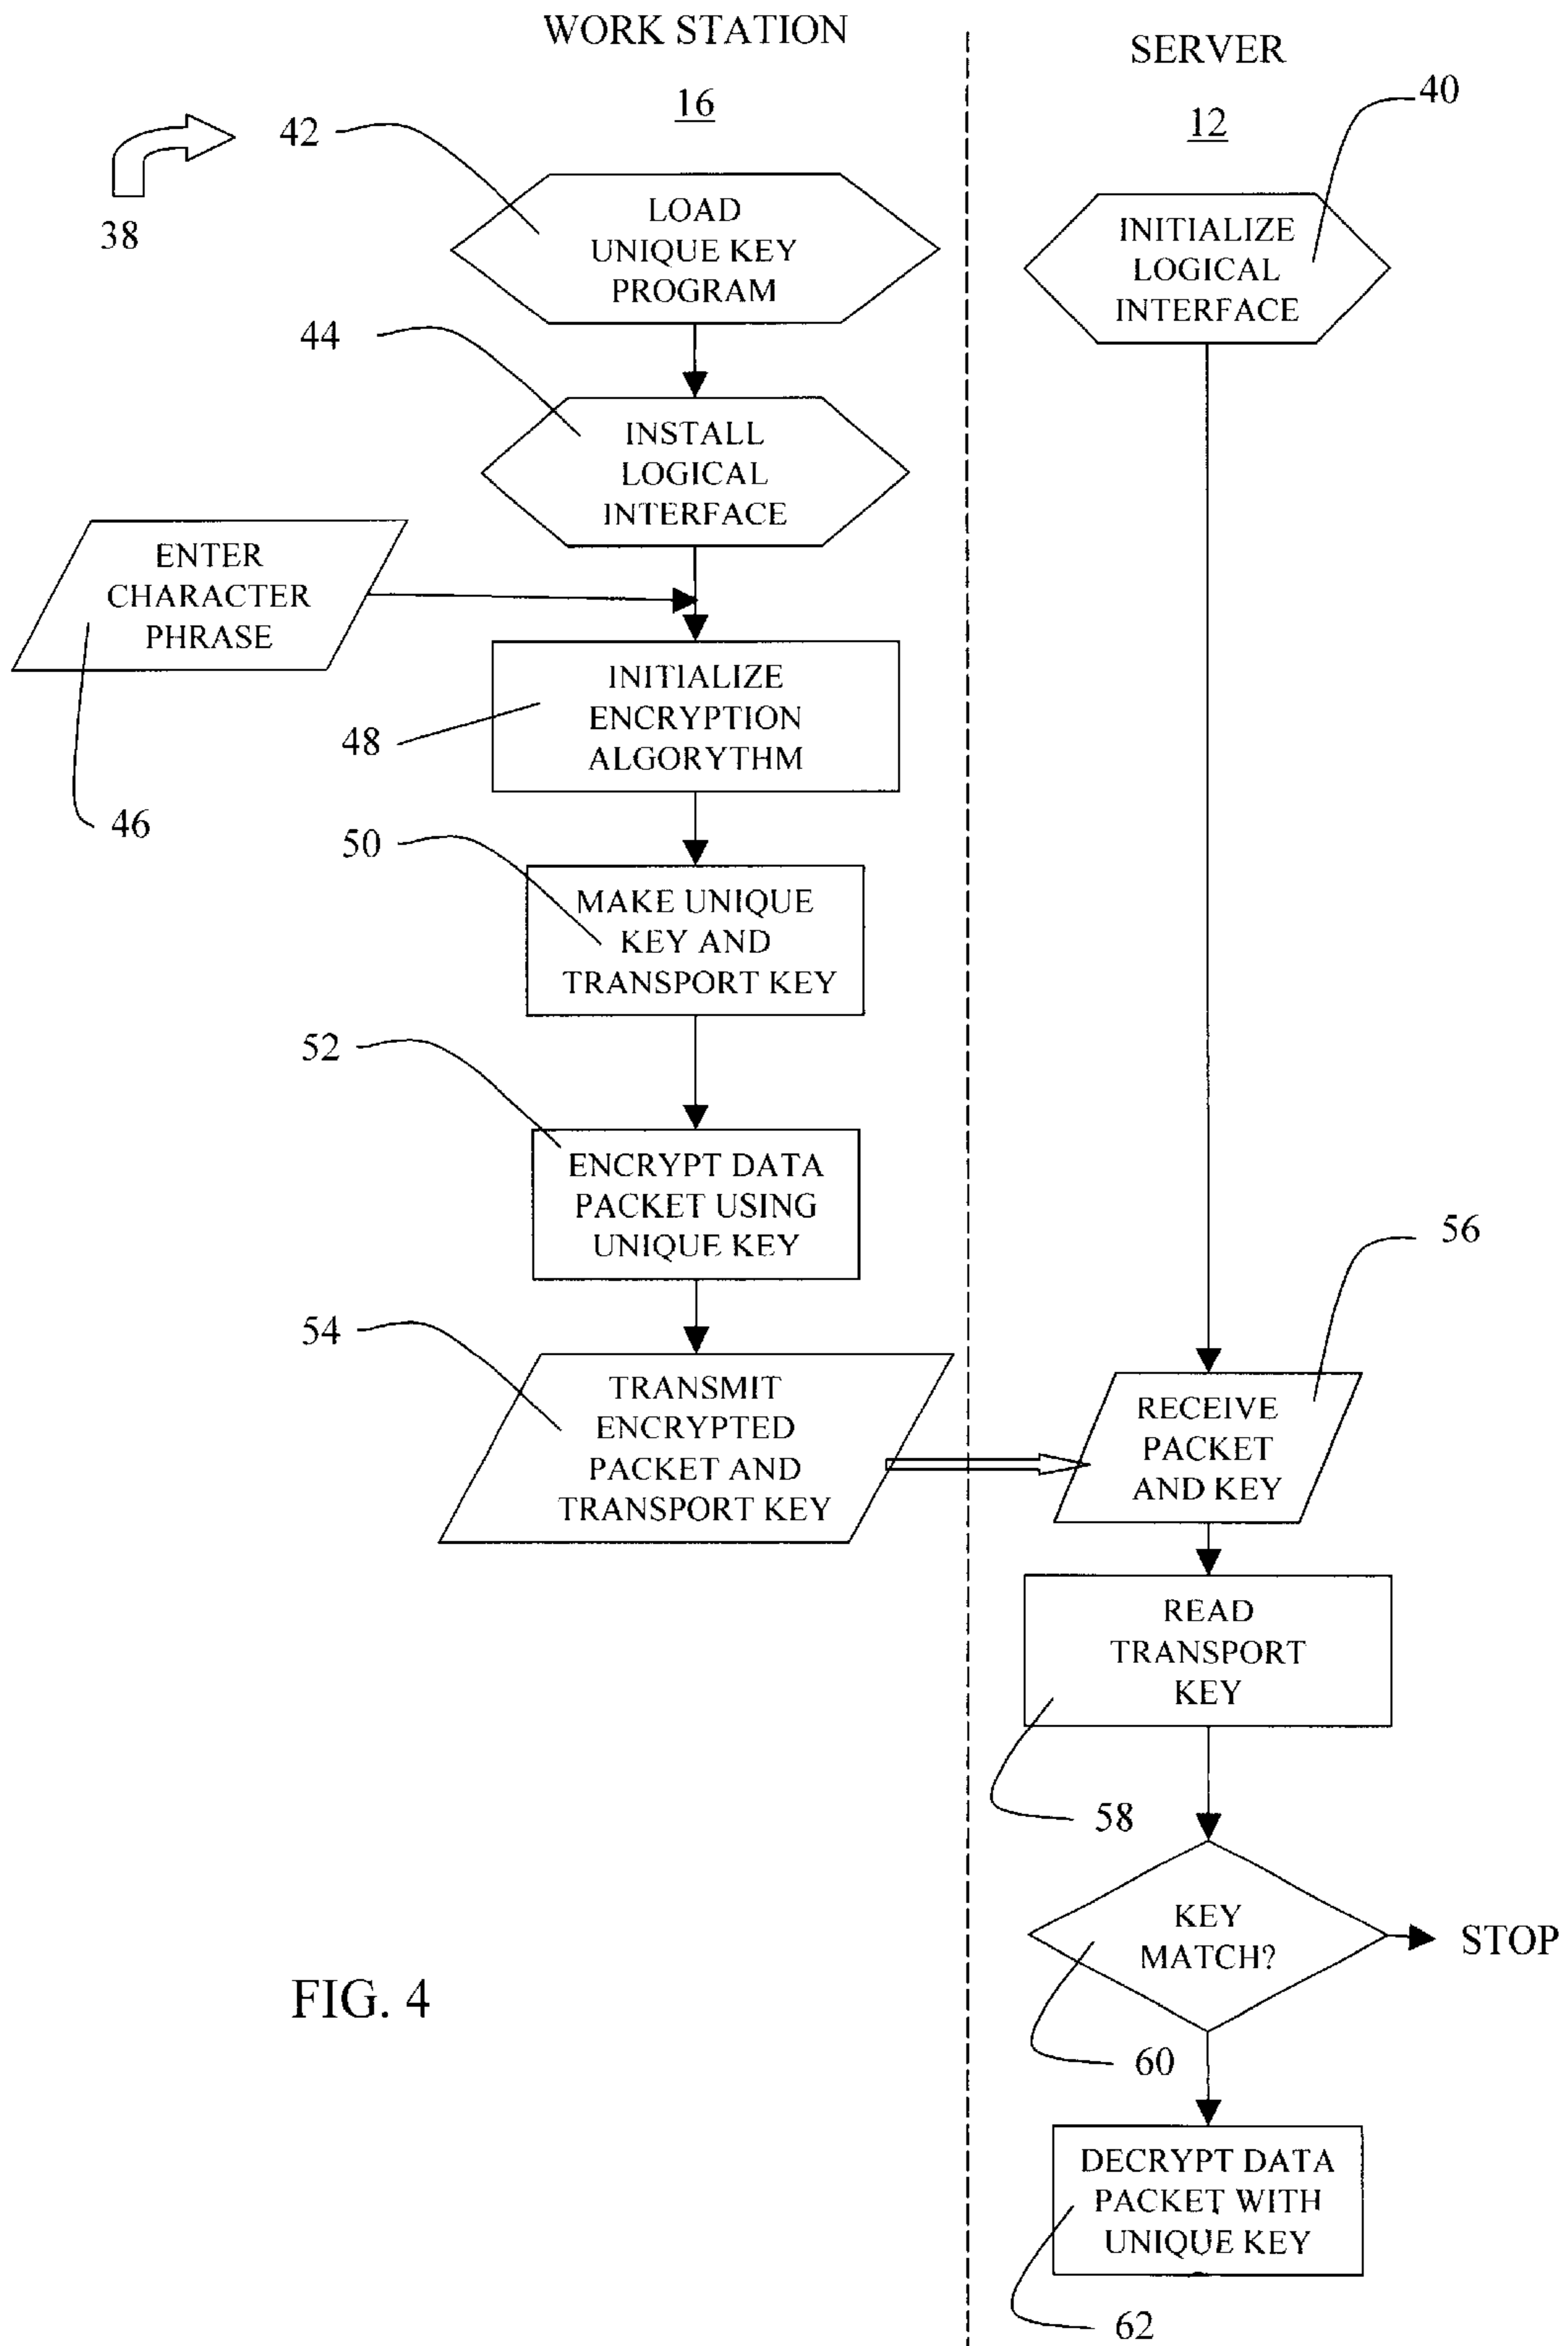 WORK STATION
16
SERVER
12
40
42
38
LOAD
UNIQUE KEY
PROGRAM
INITIALIZE
LOGICAL
INTERFACE
44
INSTALL
LOGICAL
INTERFACE
ENTER
CHARACTER
PHRASE
46
INITIALIZE
ENCRYPTION
ALGORYTHM
48
50
MAKE UNIQUE
KEY AND
TRANSPORT KEY
52
ENCRYPT DATA
PACKET USING
UNIQUE KEY
54
TRANSMIT
ENCRYPTED
PACKET AND
TRANSPORT KEY
56
RECEIVE
PACKET
AND KEY
READ
TRANSPORT
KEY
58
KEY
MATCH?
STOP
60
FIG. 4
DECRYPT DATA
PACKET WITH
UNIQUE KEY
62